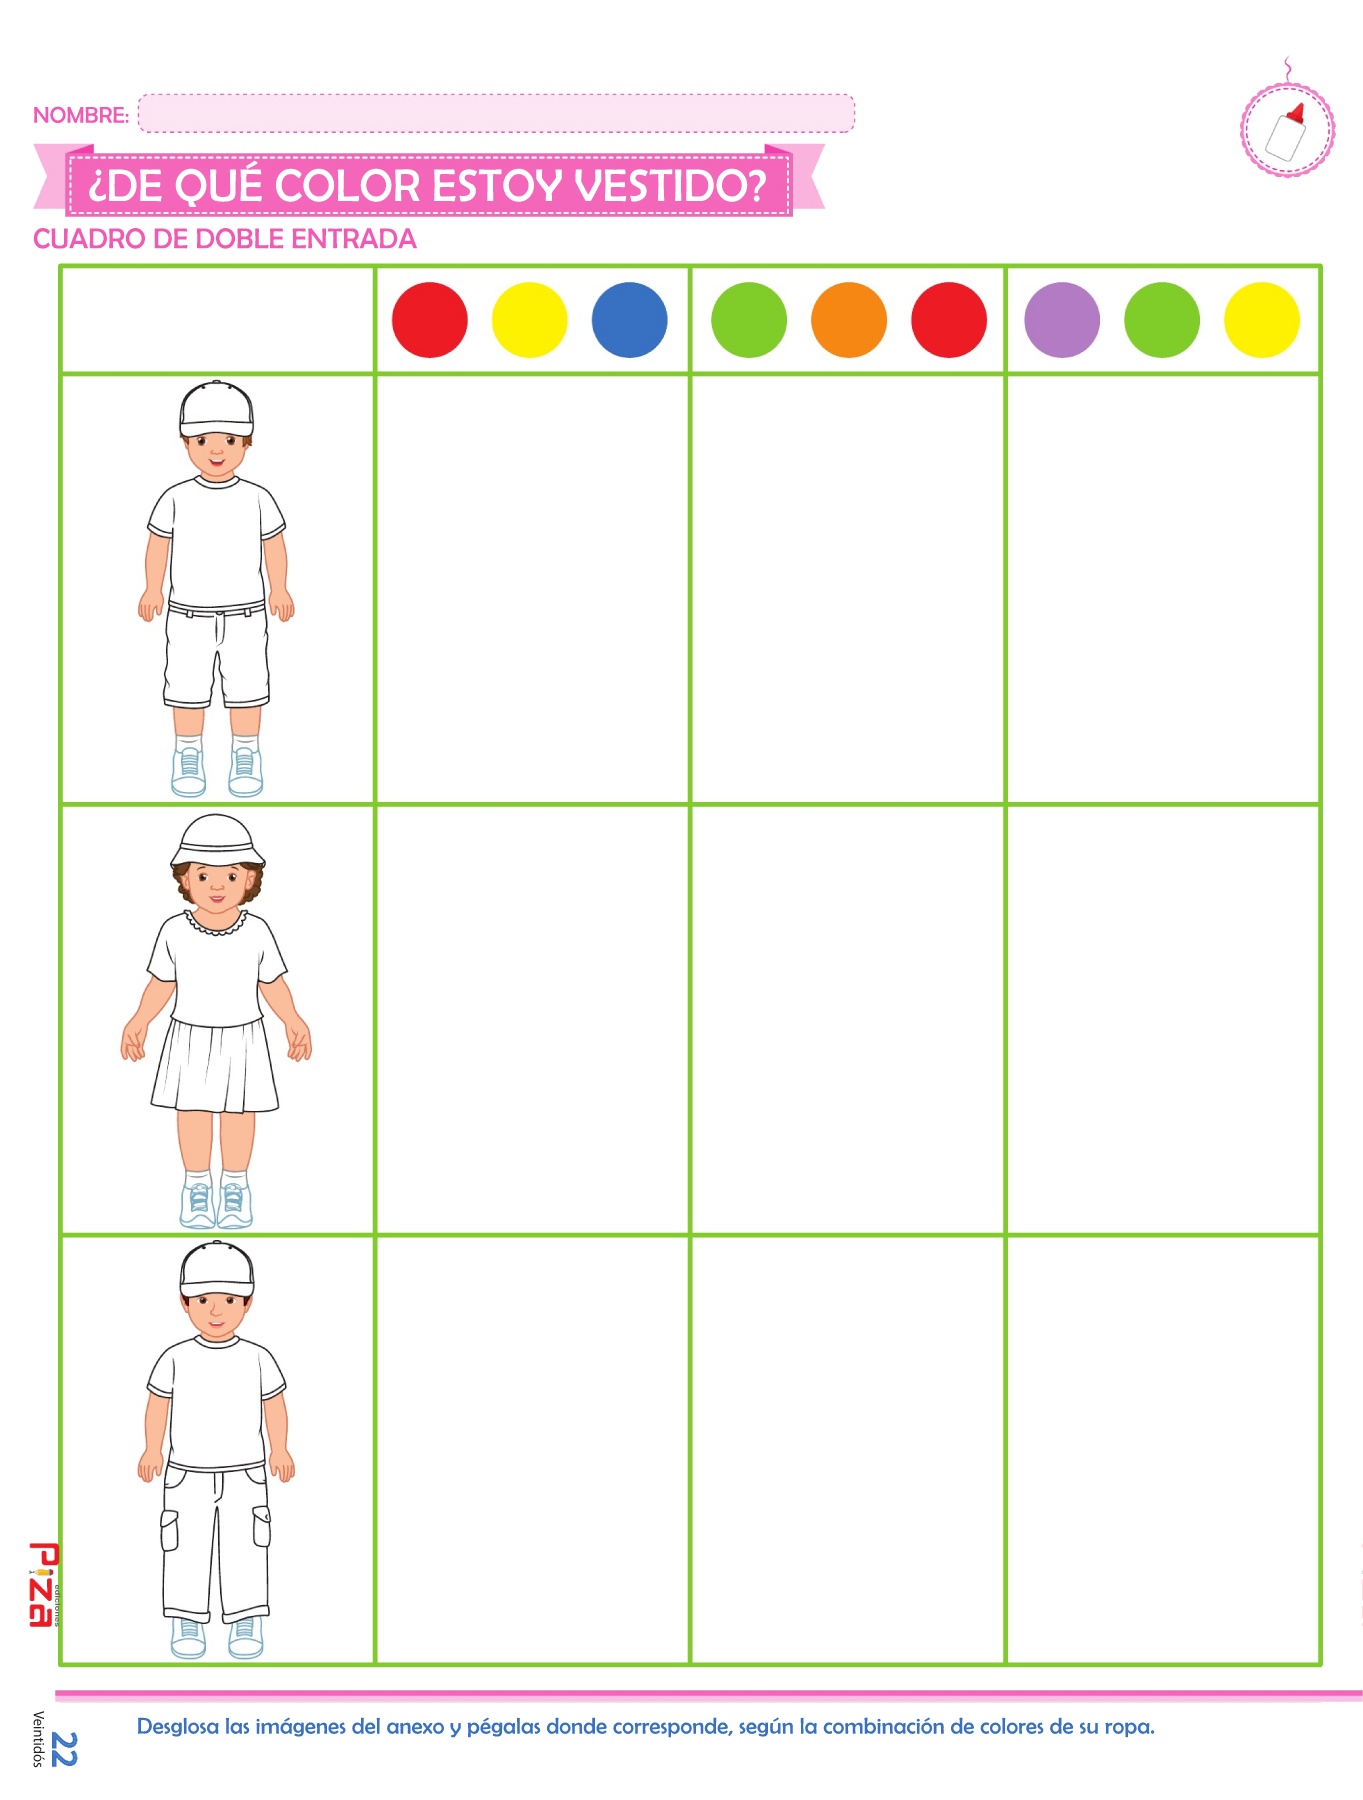 NOMBRE:
¿DE QUÉ COLOR ESTOY VESTIDO?
CUADRO DE DOBLE ENTRADA
Piza
ediciones
Desglosa las imágenes del anexo y pégalas donde corresponde, según la combinación de colores de su ropa.
22
Veintidós